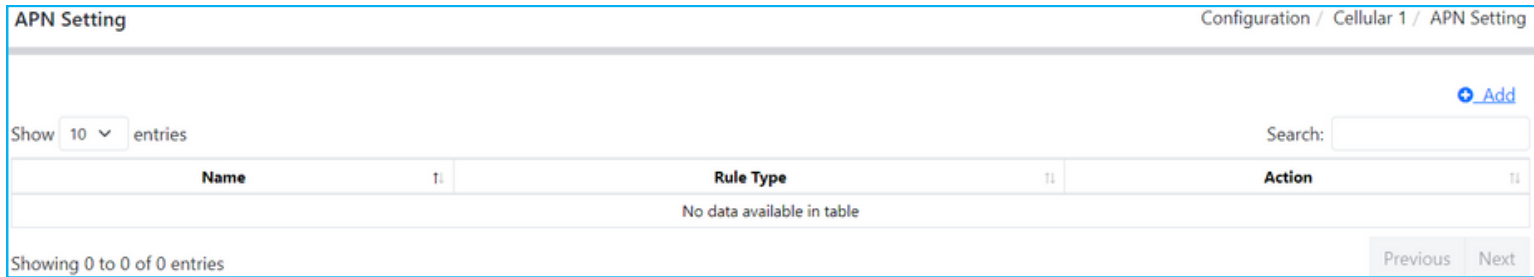 APN Setting
Configuration / Cellular 1 / APN Setting
Add
Show 10 entries
Search:
Name Rule Type Action
No data available in table
Showing 0 to 0 of 0 entries
Previous Next